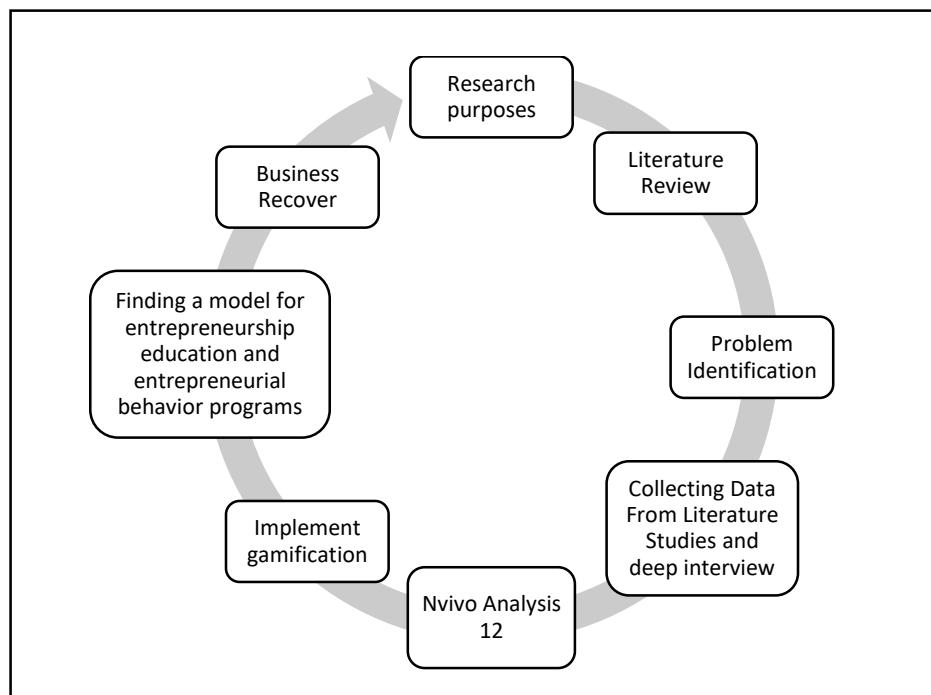 Research
purposes
Literature
Review
Problem
Identification
Collecting Data
From Literature
Studies and
deep interview
Nvivo Analysis
12
Implement
gamification
Finding a model for
entrepreneurship
education and
entrepreneurial
behavior programs
Business
Recover